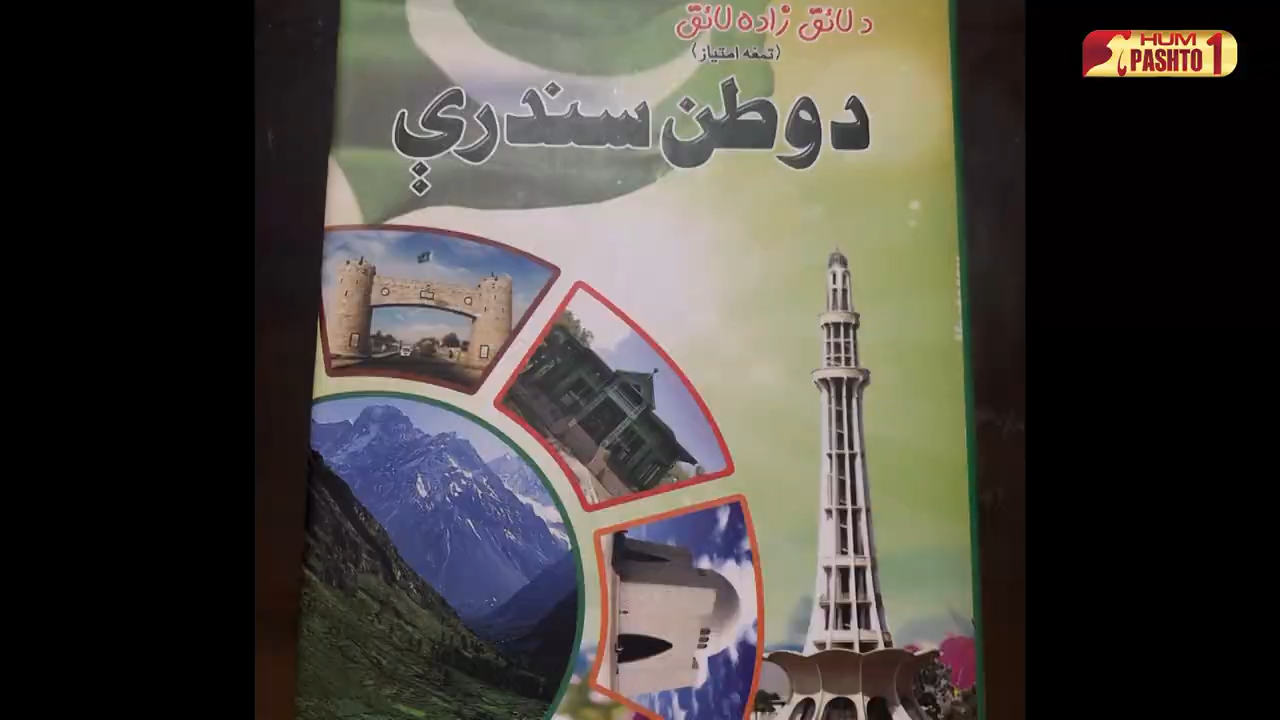 د لائق زاده لائق
(تمغه امتیاز)
د وطن سندرې
HUM
PASHTO 1